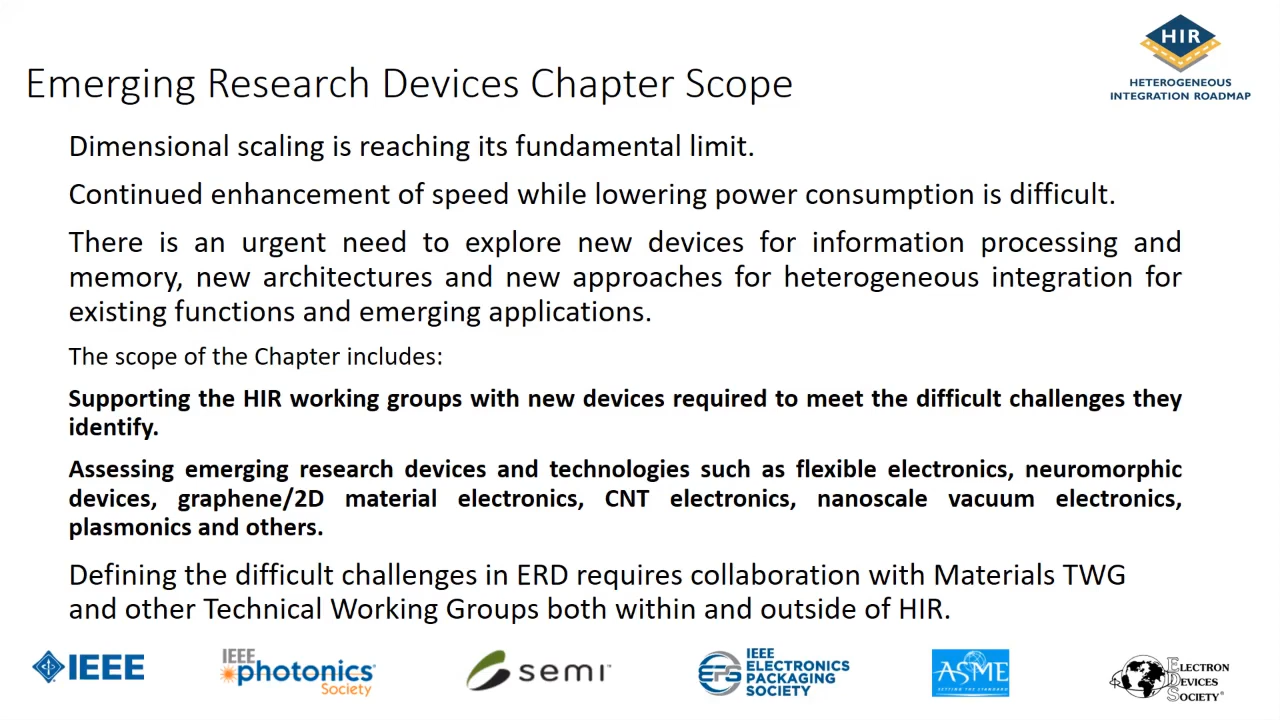 HIR
HETEROGENEOUS
INTEGRATION ROADMAP
Emerging Research Devices Chapter Scope
Dimensional scaling is reaching its fundamental limit.
Continued enhancement of speed while lowering power consumption is difficult.
There is an urgent need to explore new devices for information processing and
memory, new architectures and new approaches for heterogeneous integration for
existing functions and emerging applications.
The scope of the Chapter includes:
Supporting the HIR working groups with new devices required to meet the difficult challenges they
identify.
Assessing emerging research devices and technologies such as flexible electronics, neuromorphic
devices, graphene/2D material electronics, CNT electronics, nanoscale vacuum electronics,
plasmonics and others.
Defining the difficult challenges in ERD requires collaboration with Materials TWG
and other Technical Working Groups both within and outside of HIR.
IEEE
IEEE
photonics
Society
semi™
EPS
IEEE
ELECTRONICS
PACKAGING
SOCIETY
ASME
SETTING THE STANDARD
EDS
ELECTRON
DEVICES
SOCIETY®